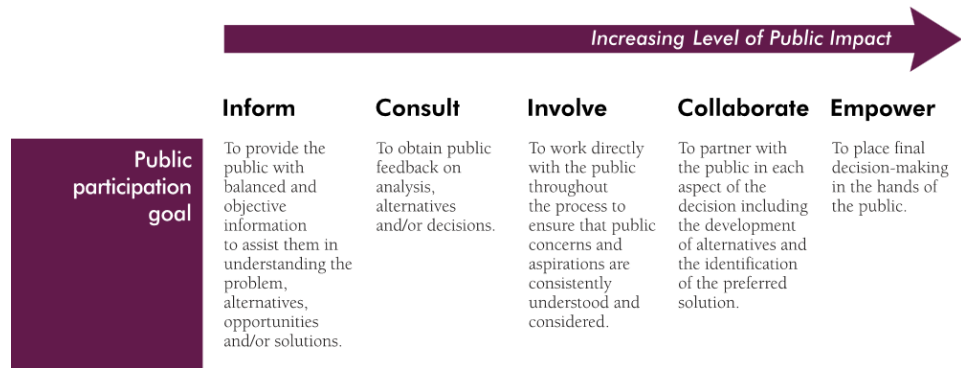 Increasing Level of Public Impact
Inform
Consult
Involve
Collaborate
Empower
Public
participation
goal
To provide the
public with
balanced and
objective
information
to assist them in
understanding the
problem,
alternatives,
opportunities
and/or solutions.
To obtain public
feedback on
analysis,
alternatives
and/or decisions.
To work directly
with the public
throughout
the process to
ensure that public
concerns and
aspirations are
consistently
understood and
considered.
To partner with
the public in each
aspect of the
decision including
the development
of alternatives and
the identification
of the preferred
solution.
To place final
decision-making
in the hands of
the public.